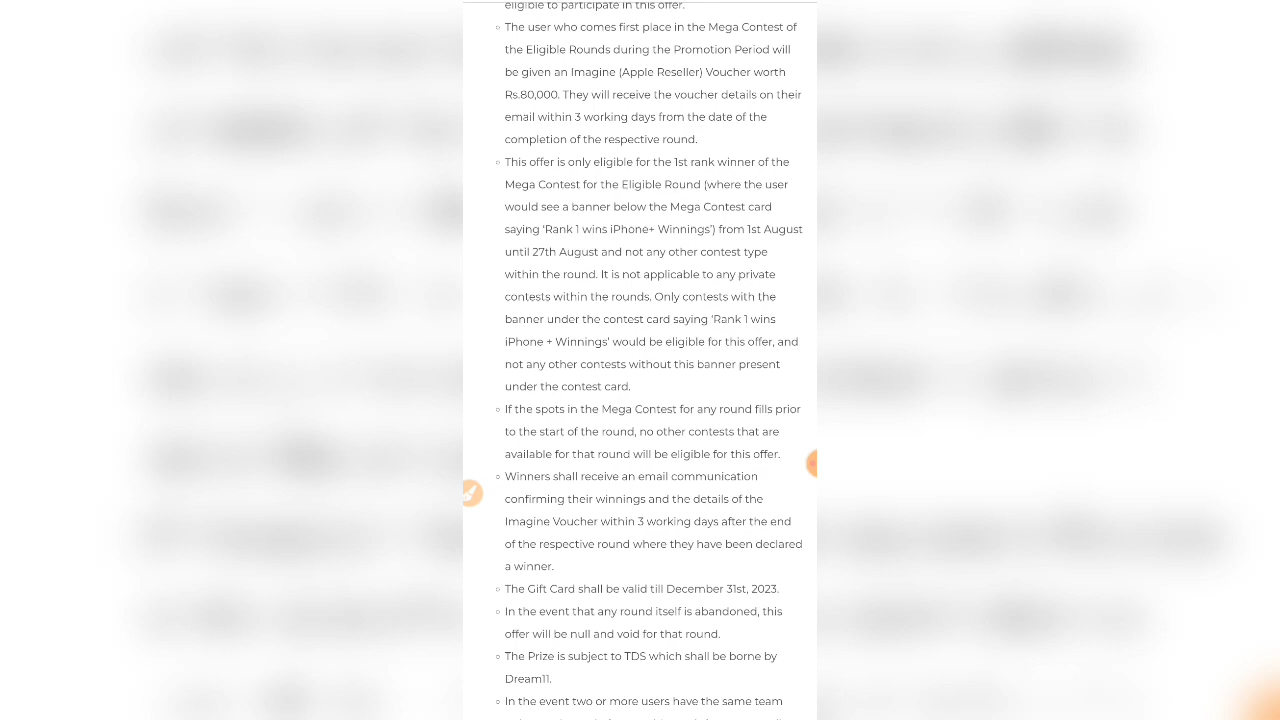 eligible to participate in this offer.
◦ The user who comes first place in the Mega Contest of
the Eligible Rounds during the Promotion Period will
be given an Imagine (Apple Reseller) Voucher worth
Rs.80,000. They will receive the voucher details on their
email within 3 working days from the date of the
completion of the respective round.
◦ This offer is only eligible for the 1st rank winner of the
Mega Contest for the Eligible Round (where the user
would see a banner below the Mega Contest card
saying ‘Rank 1 wins iPhone+ Winnings’) from 1st August
until 27th August and not any other contest type
within the round. It is not applicable to any private
contests within the rounds. Only contests with the
banner under the contest card saying ‘Rank 1 wins
iPhone + Winnings’ would be eligible for this offer, and
not any other contests without this banner present
under the contest card.
◦ If the spots in the Mega Contest for any round fills prior
to the start of the round, no other contests that are
available for that round will be eligible for this offer.
◦ Winners shall receive an email communication
confirming their winnings and the details of the
Imagine Voucher within 3 working days after the end
of the respective round where they have been declared
a winner.
◦ The Gift Card shall be valid till December 31st, 2023.
◦ In the event that any round itself is abandoned, this
offer will be null and void for that round.
◦ The Prize is subject to TDS which shall be borne by
Dream11.
◦ In the event two or more users have the same team